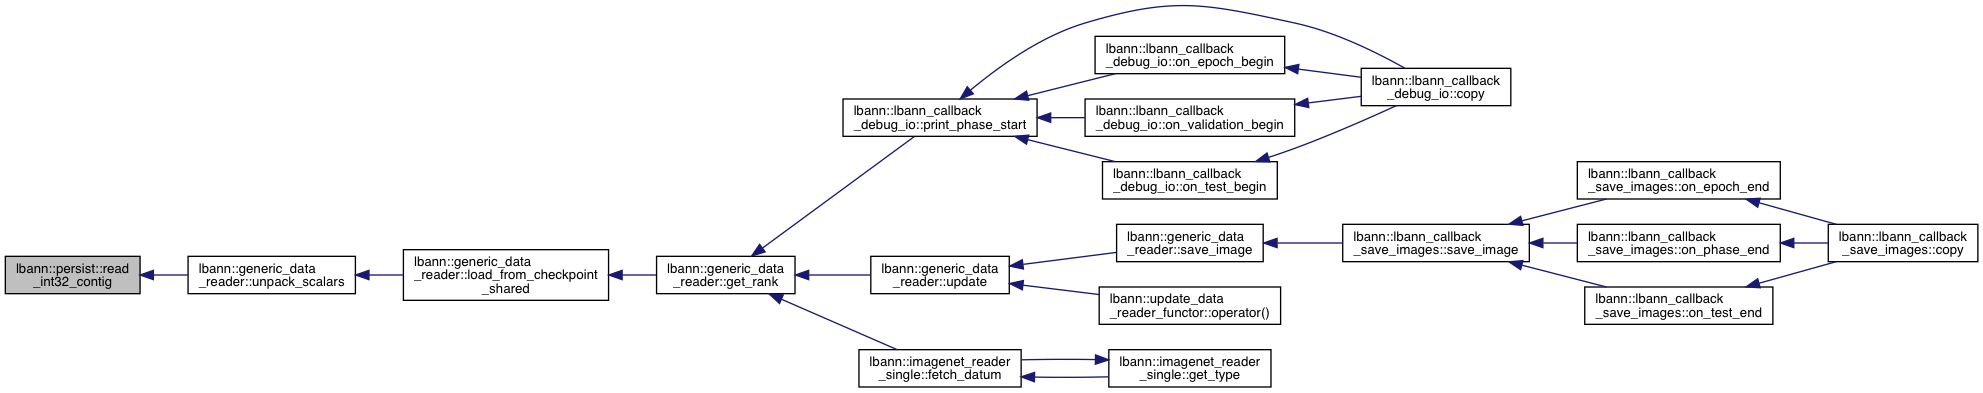 lbann::persist::read
_int32_contig
lbann::generic_data
_reader::unpack_scalars
lbann::generic_data
_reader::load_from_checkpoint
_shared
lbann::generic_data
_reader::get_rank
lbann::lbann_callback
_debug_io::print_phase_start
lbann::lbann_callback
_debug_io::on_epoch_begin
lbann::lbann_callback
_debug_io::on_validation_begin
lbann::lbann_callback
_debug_io::on_test_begin
lbann::lbann_callback
_debug_io::copy
lbann::generic_data
_reader::update
lbann::generic_data
_reader::save_image
lbann::update_data
_reader_functor::operator()
lbann::lbann_callback
_save_images::save_image
lbann::lbann_callback
_save_images::on_epoch_end
lbann::lbann_callback
_save_images::on_phase_end
lbann::lbann_callback
_save_images::on_test_end
lbann::lbann_callback
_save_images::copy
lbann::imagenet_reader
_single::fetch_datum
lbann::imagenet_reader
_single::get_type